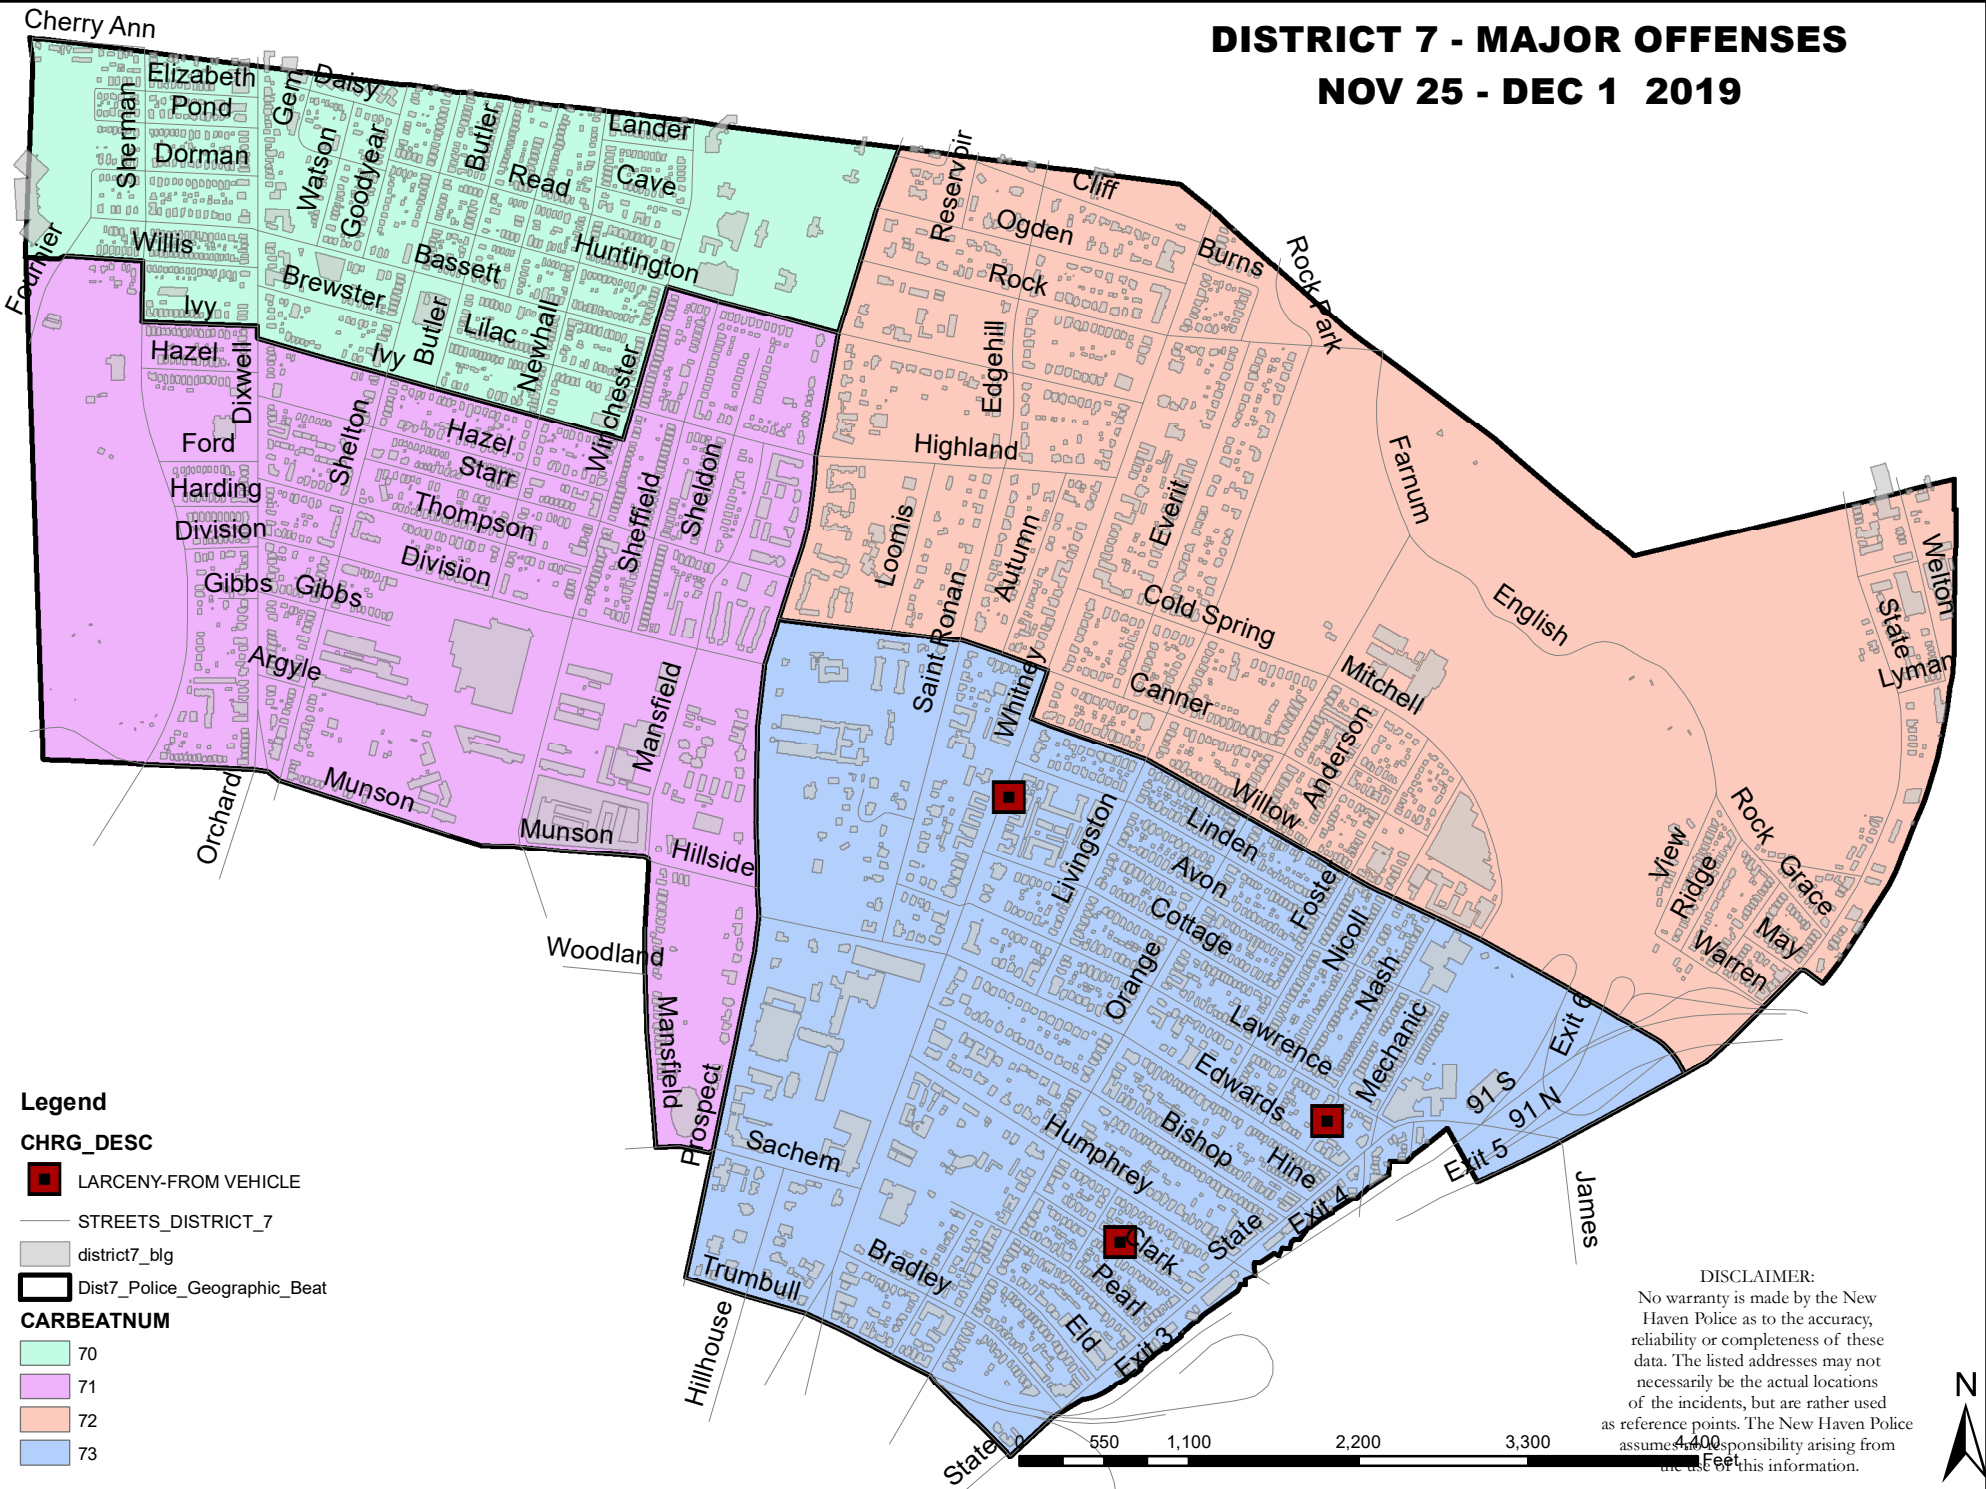 Cherry Ann
DISTRICT 7 - MAJOR OFFENSES
NOV 25 - DEC 1 2019
Elizabeth
Gem
Daisy
Sherman
Pond
Butler
Lander
Dorman
Watson
Goodyear
Read
Cave
Reservoir
Cliff
Ogden
Willis
Fournier
Brewster
Bassett
Huntington
Rock
Burns
Rock Park
Ivy
Butler
Lilac
Newhall
Hazel
Dixwell
Ivy
Winchester
Edgehill
Ford
Shelton
Hazel
Starr
Sheffield
Sheldon
Highland
Farnum
Harding
Thompson
Everit
Division
Division
Loomis
Autumn
Welton
Gibbs
Gibbs
Saint Ronan
Cold Spring
English
State
Argyle
Mansfield
Whitney
Canner
Mitchell
Lyman
Anderson
Munson
Orchard
Munson
Hillside
Livingston
Linden
Willow
Rock
View
Ridge
Grace
Avon
Foster
Cottage
Nicoll
May
Warren
Woodland
Orange
Nash
Mansfield
Lawrence
Mechanic
Exit 6
Prospect
Edwards
91 S
91 N
Sachem
Humphrey
Bishop
Hine
Exit 5
Exit 4
James
State
Clark
Pearl
Trumbull
Bradley
Eld
Exit 3
Hillhouse
State
Legend
CHRG_DESC
LARCENY-FROM VEHICLE
STREETS_DISTRICT_7
district7_blg
Dist7_Police_Geographic_Beat
CARBEATNUM
70
71
72
73
DISCLAIMER:
No warranty is made by the New
Haven Police as to the accuracy,
reliability or completeness of these
data. The listed addresses may not
necessarily be the actual locations
of the incidents, but are rather used
as reference points. The New Haven Police
assumes no responsibility arising from
the use of this information.
0 550 1,100 2,200 3,300 4,400
Feet
N